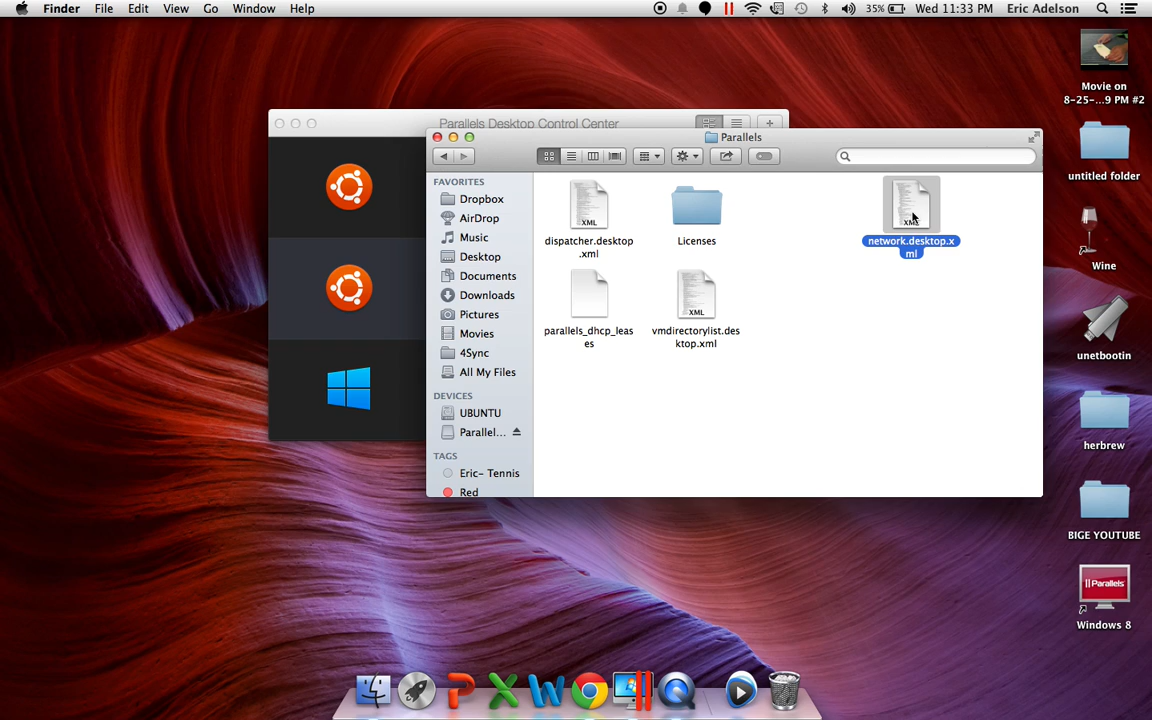 Finder File Edit View Go Window Help 35% Wed 11:33 PM Eric Adelson
Parallels Desktop Control Center
Parallels
FAVORITES
Dropbox
AirDrop
Music
Desktop
Documents
Downloads
Pictures
Movies
4Sync
All My Files
DEVICES
UBUNTU
Parallel...
TAGS
Eric- Tennis
Red
XML
dispatcher.desktop
.xml
Licenses
XML
network.desktop.x
ml
parallels_dhcp_leas
es
XML
vmdirectorylist.des
ktop.xml
Movie on
8-25-...9 PM #2
untitled folder
Wine
unetbootin
herbrew
BIGE YOUTUBE
Parallels
Windows 8